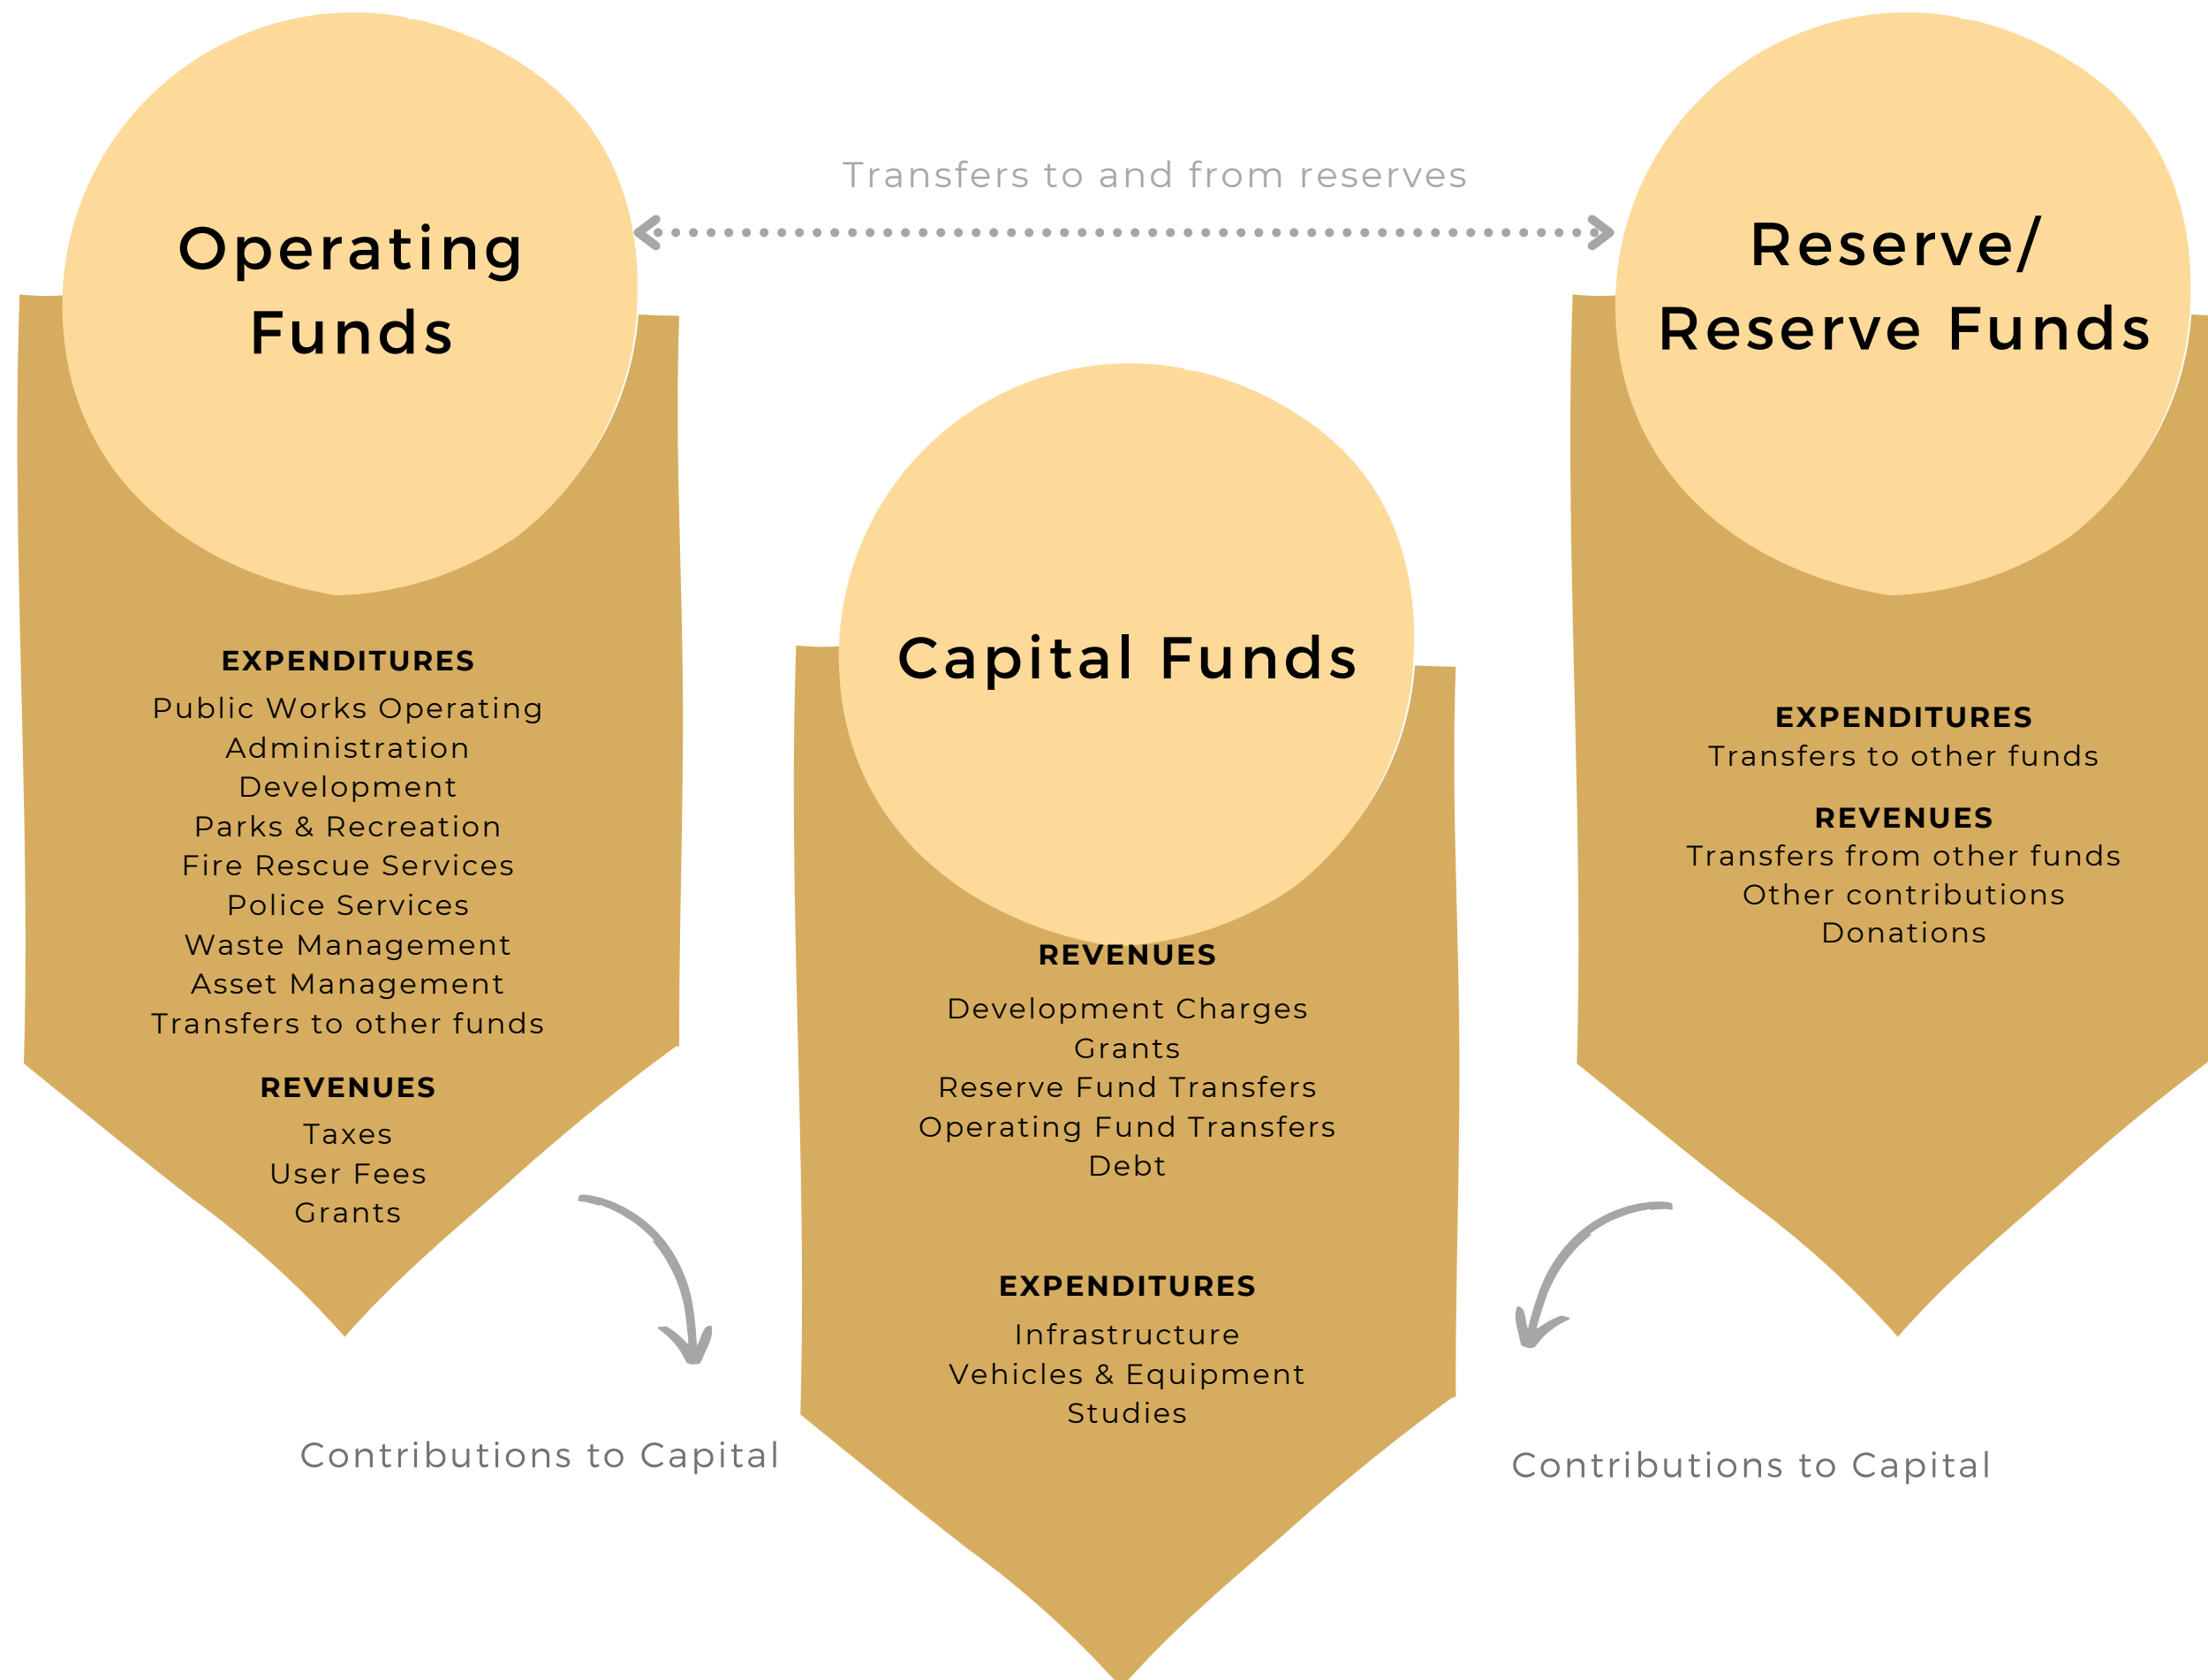 Transfers to and from reserves
Operating
Funds
EXPENDITURES
Public Works Operating
Administration
Development
Parks & Recreation
Fire Rescue Services
Police Services
Waste Management
Asset Management
Transfers to other funds
REVENUES
Taxes
User Fees
Grants
Contributions to Capital
Capital Funds
REVENUES
Development Charges
Grants
Reserve Fund Transfers
Operating Fund Transfers
Debt
EXPENDITURES
Infrastructure
Vehicles & Equipment
Studies
Reserve/
Reserve Funds
EXPENDITURES
Transfers to other funds
REVENUES
Transfers from other funds
Other contributions
Donations
Contributions to Capital